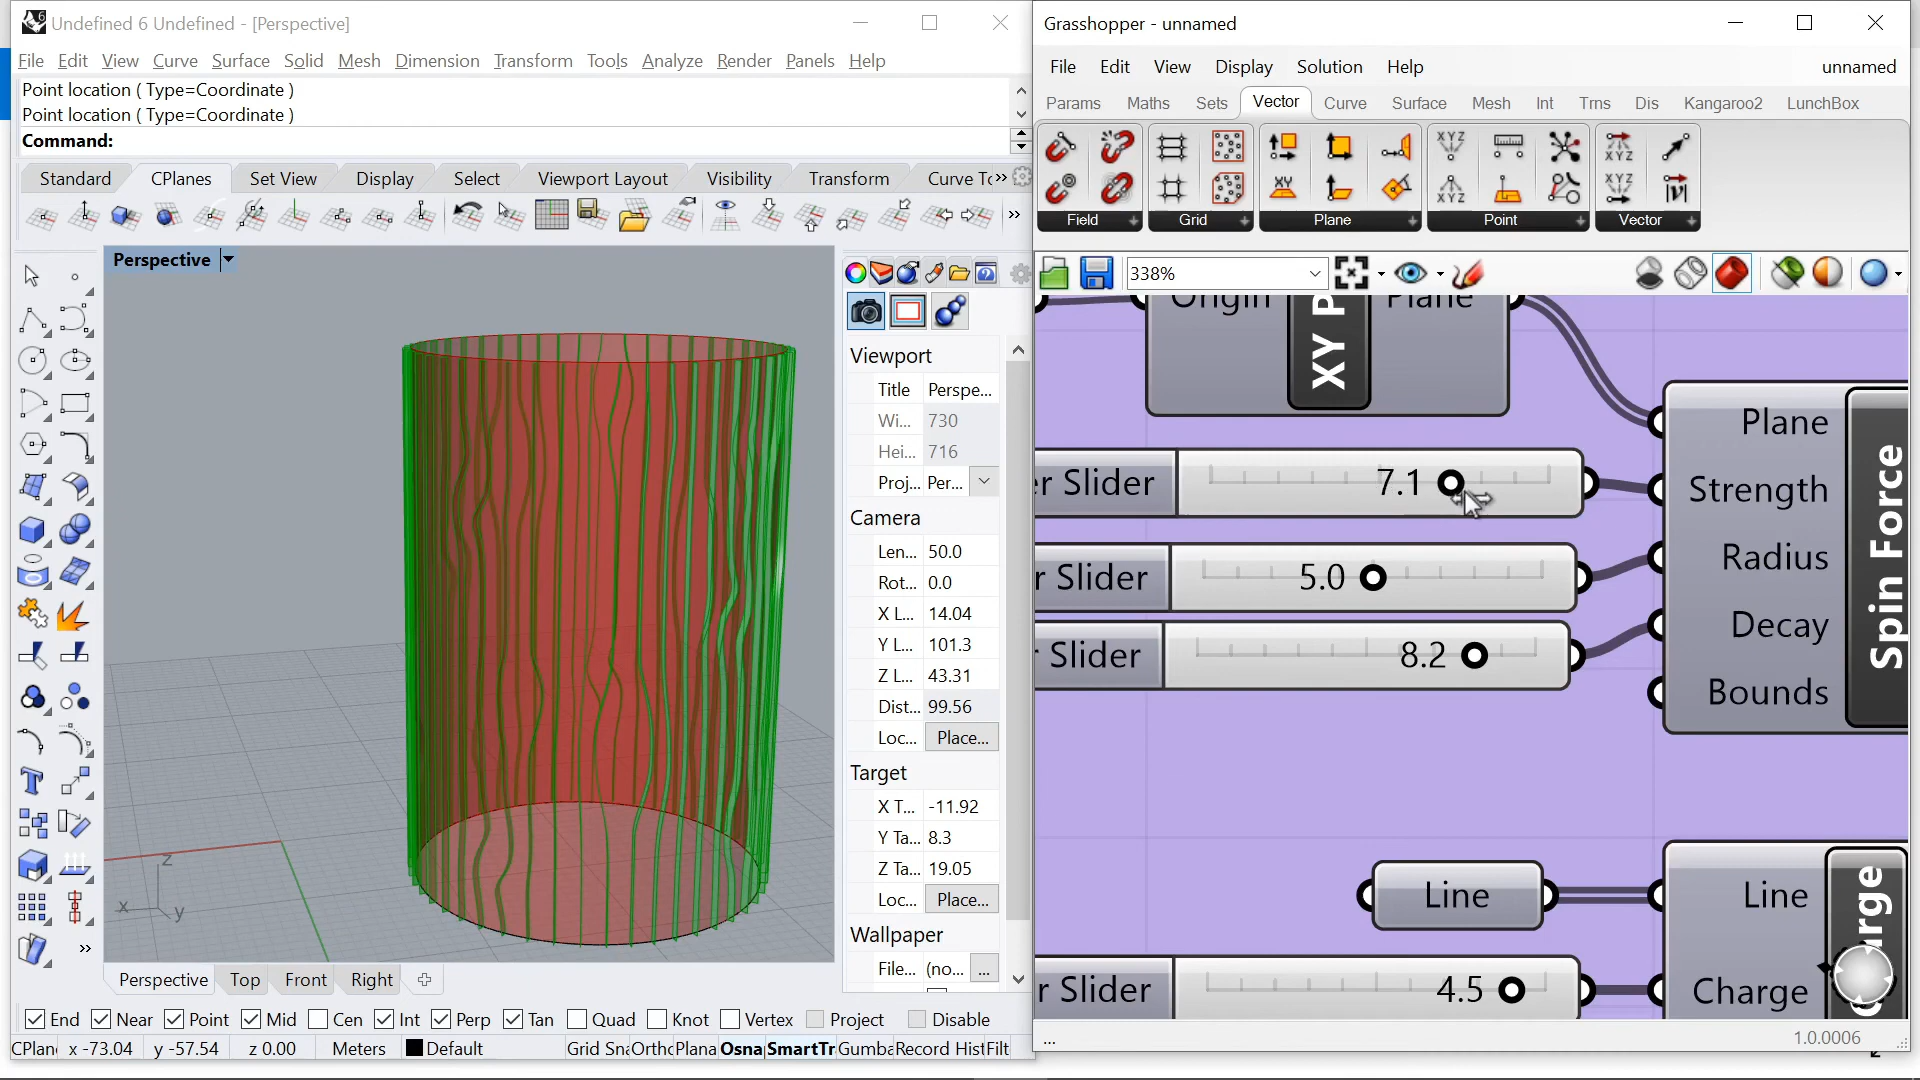 Undefined 6 Undefined - [Perspective]
File Edit View Curve Surface Solid Mesh Dimension Transform Tools Analyze Render Panels Help
Point location ( Type=Coordinate )
Point location ( Type=Coordinate )
Command:
Standard CPlanes Set View Display Select Viewport Layout Visibility Transform Curve To
Perspective
Viewport
Title Perspe...
Wi... 730
Hei... 716
Proj... Per...
Camera
Len... 50.0
Rot... 0.0
X L... 14.04
Y L... 101.3
Z L... 43.31
Dist... 99.56
Loc... Place...
Target
X T... -11.92
Y Ta... 8.3
Z Ta... 19.05
Loc... Place...
Wallpaper
File... (no... ...
z
x y
Perspective Top Front Right
End Near Point Mid Cen Int Perp Tan Quad Knot Vertex Project Disable
CPlan x -73.04 y -57.54 z 0.00 Meters Default Grid Sna Ortho Plana Osna SmartTr Gumba Record Hist Filt
Grasshopper - unnamed
File Edit View Display Solution Help unnamed
Params Maths Sets Vector Curve Surface Mesh Int Trns Dis Kangaroo2 LunchBox
Field Grid Plane Point Vector
338%
Origin XY P Plane
Plane
er Slider 7.1 Strength
r Slider 5.0 Radius
r Slider 8.2 Decay
Bounds
Spin Force
Line Line
r Slider 4.5 Charge
arge
... 1.0.0006